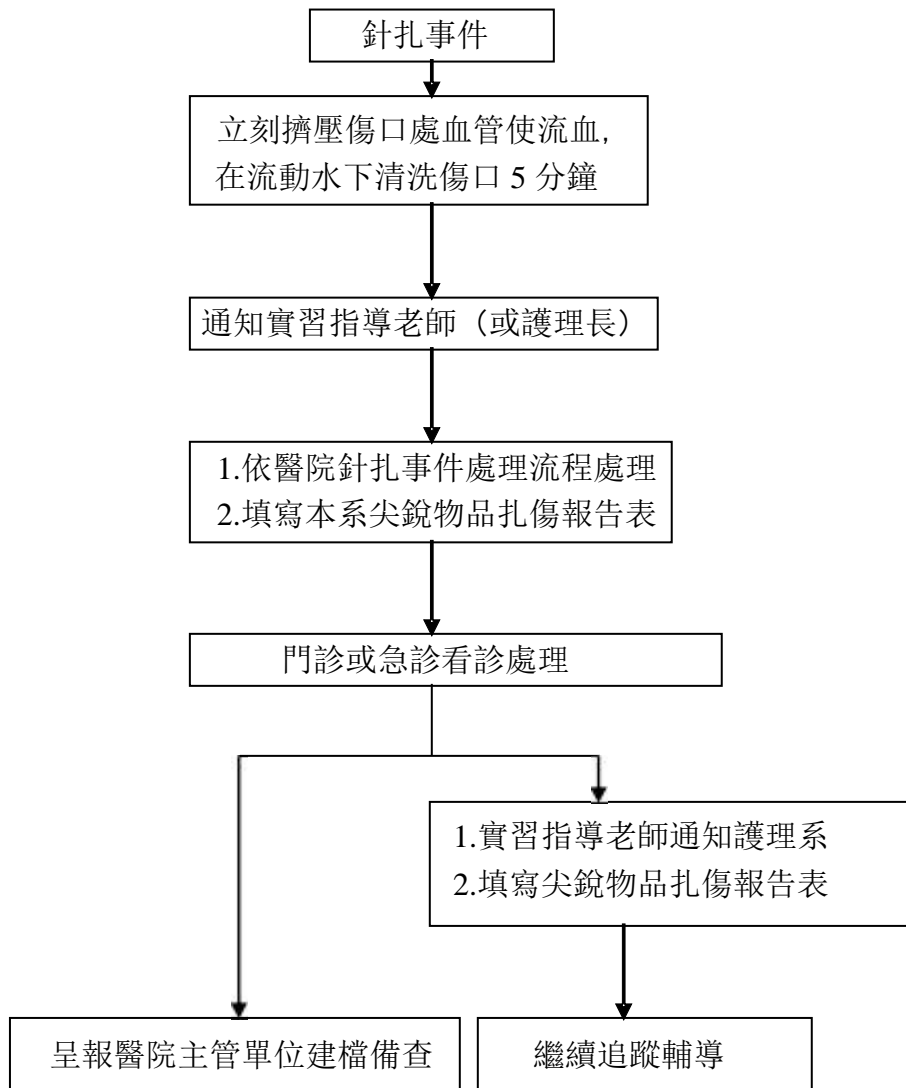 針扎事件
立刻擠壓傷口處血管使流血,
在流動水下清洗傷口 5 分鐘
通知實習指導老師（或護理長）
1.依醫院針扎事件處理流程處理
2.填寫本系尖銳物品扎傷報告表
門診或急診看診處理
1.實習指導老師通知護理系
2.填寫尖銳物品扎傷報告表
呈報醫院主管單位建檔備查
繼續追蹤輔導